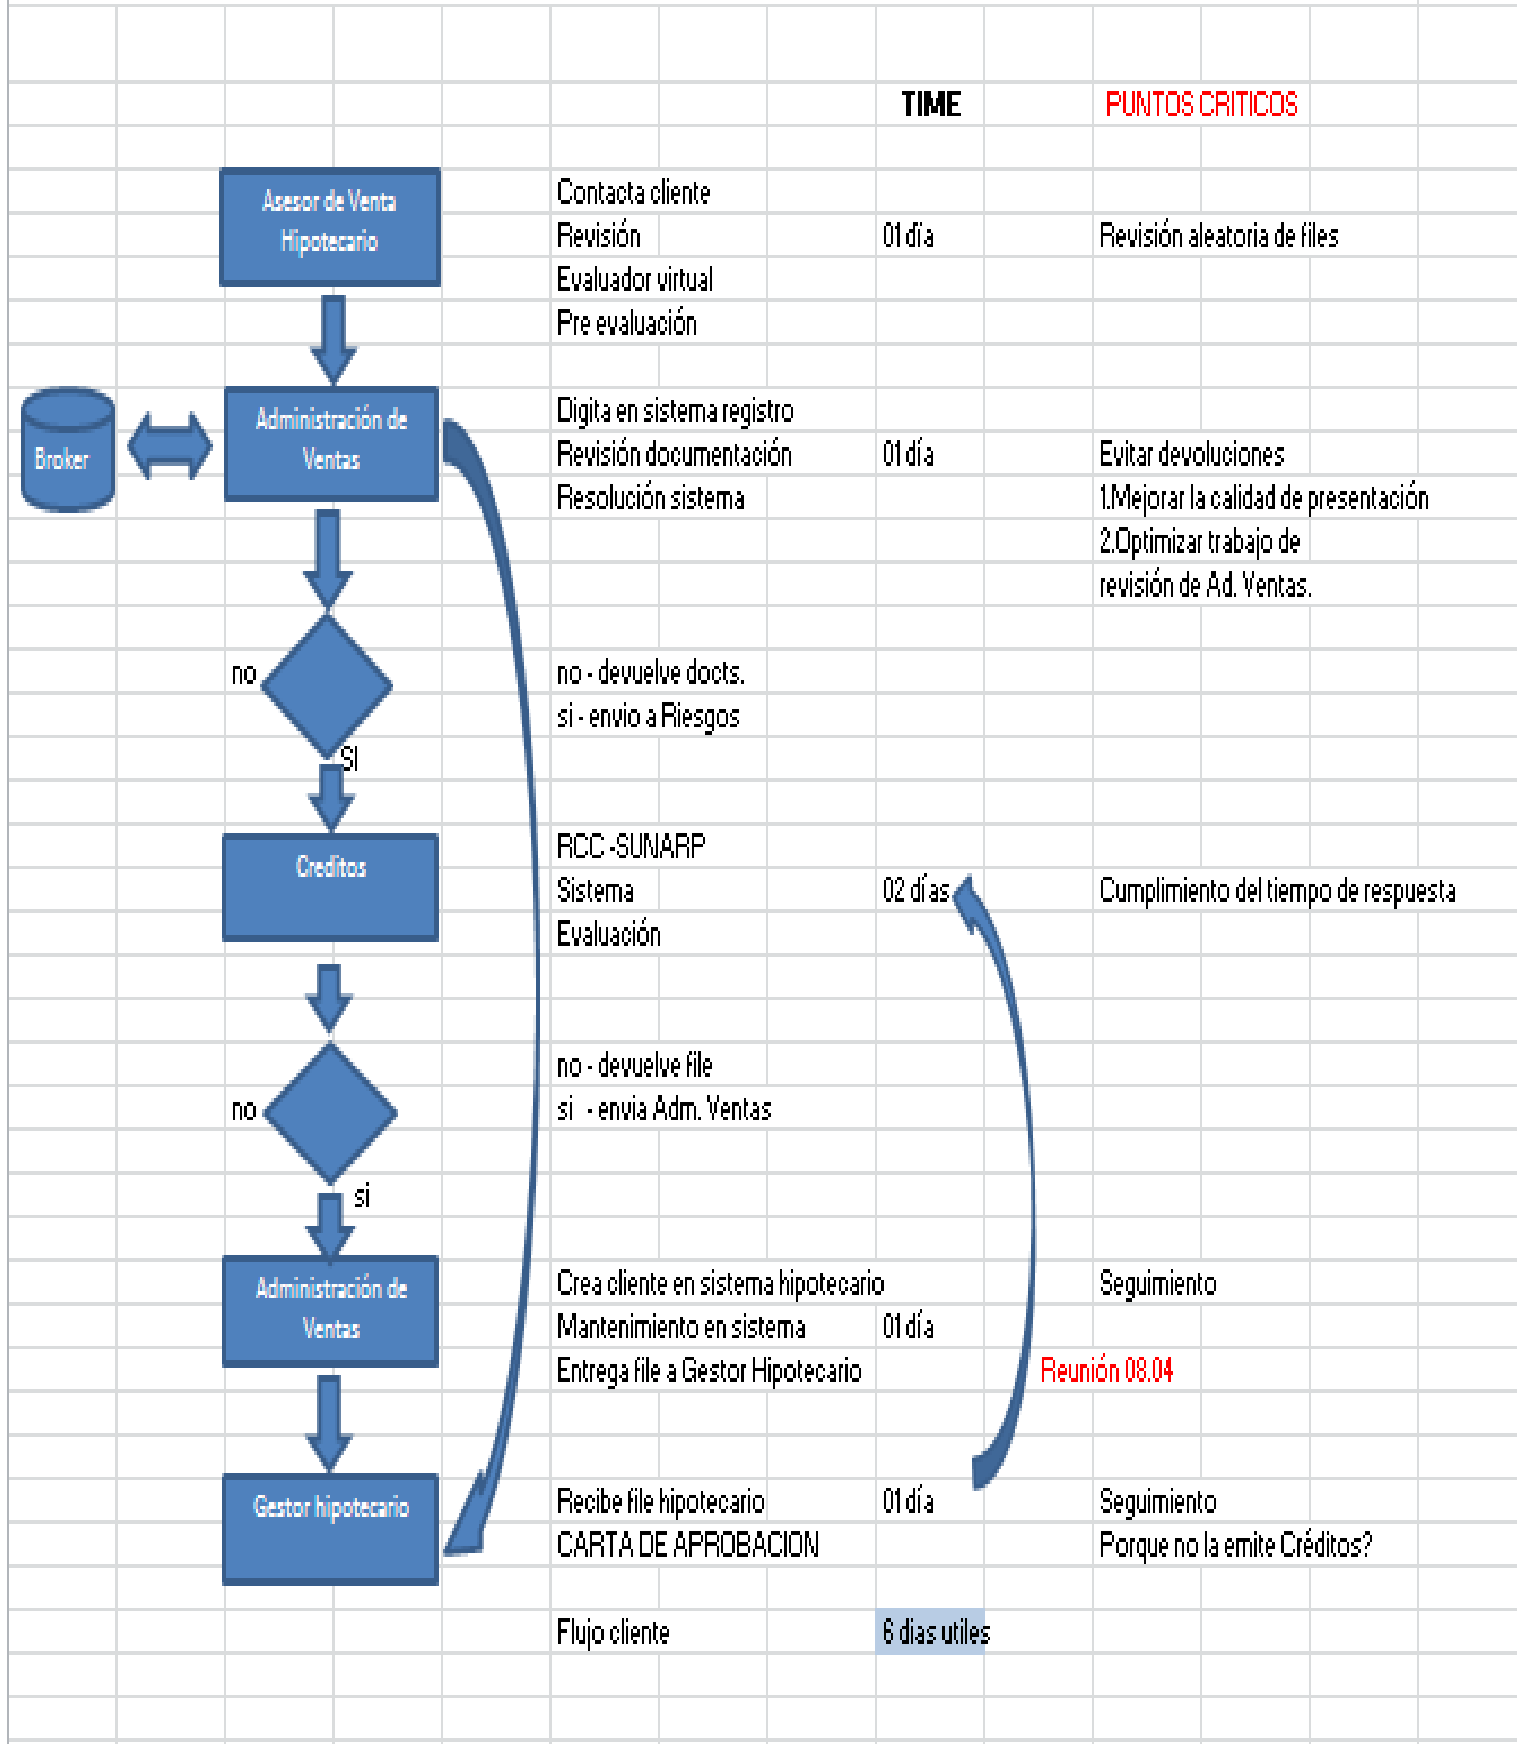 TIME PUNTOS CRITICOS
Asesor de Venta
Hipotecario
Contacta cliente
Revisión 01 día Revisión aleatoria de files
Evaluador virtual
Pre evaluación
Broker
Administración de
Ventas
Digita en sistema registro
Revisión documentación 01 día Evitar devoluciones
Resolución sistema 1.Mejorar la calidad de presentación
2.Optimizar trabajo de
revisión de Ad. Ventas.
no
no - devuelve docts.
si - envio a Riesgos
SI
Creditos
RCC -SUNARP
Sistema 02 días Cumplimiento del tiempo de respuesta
Evaluación
no - devuelve file
no
si - envia Adm. Ventas
si
Administración de
Ventas
Crea cliente en sistema hipotecario Seguimiento
Mantenimiento en sistema 01 día
Entrega file a Gestor Hipotecario Reunión 08.04
Gestor hipotecario
Recibe file hipotecario 01 día Seguimiento
CARTA DE APROBACION Porque no la emite Créditos?
Flujo cliente 6 dias utiles